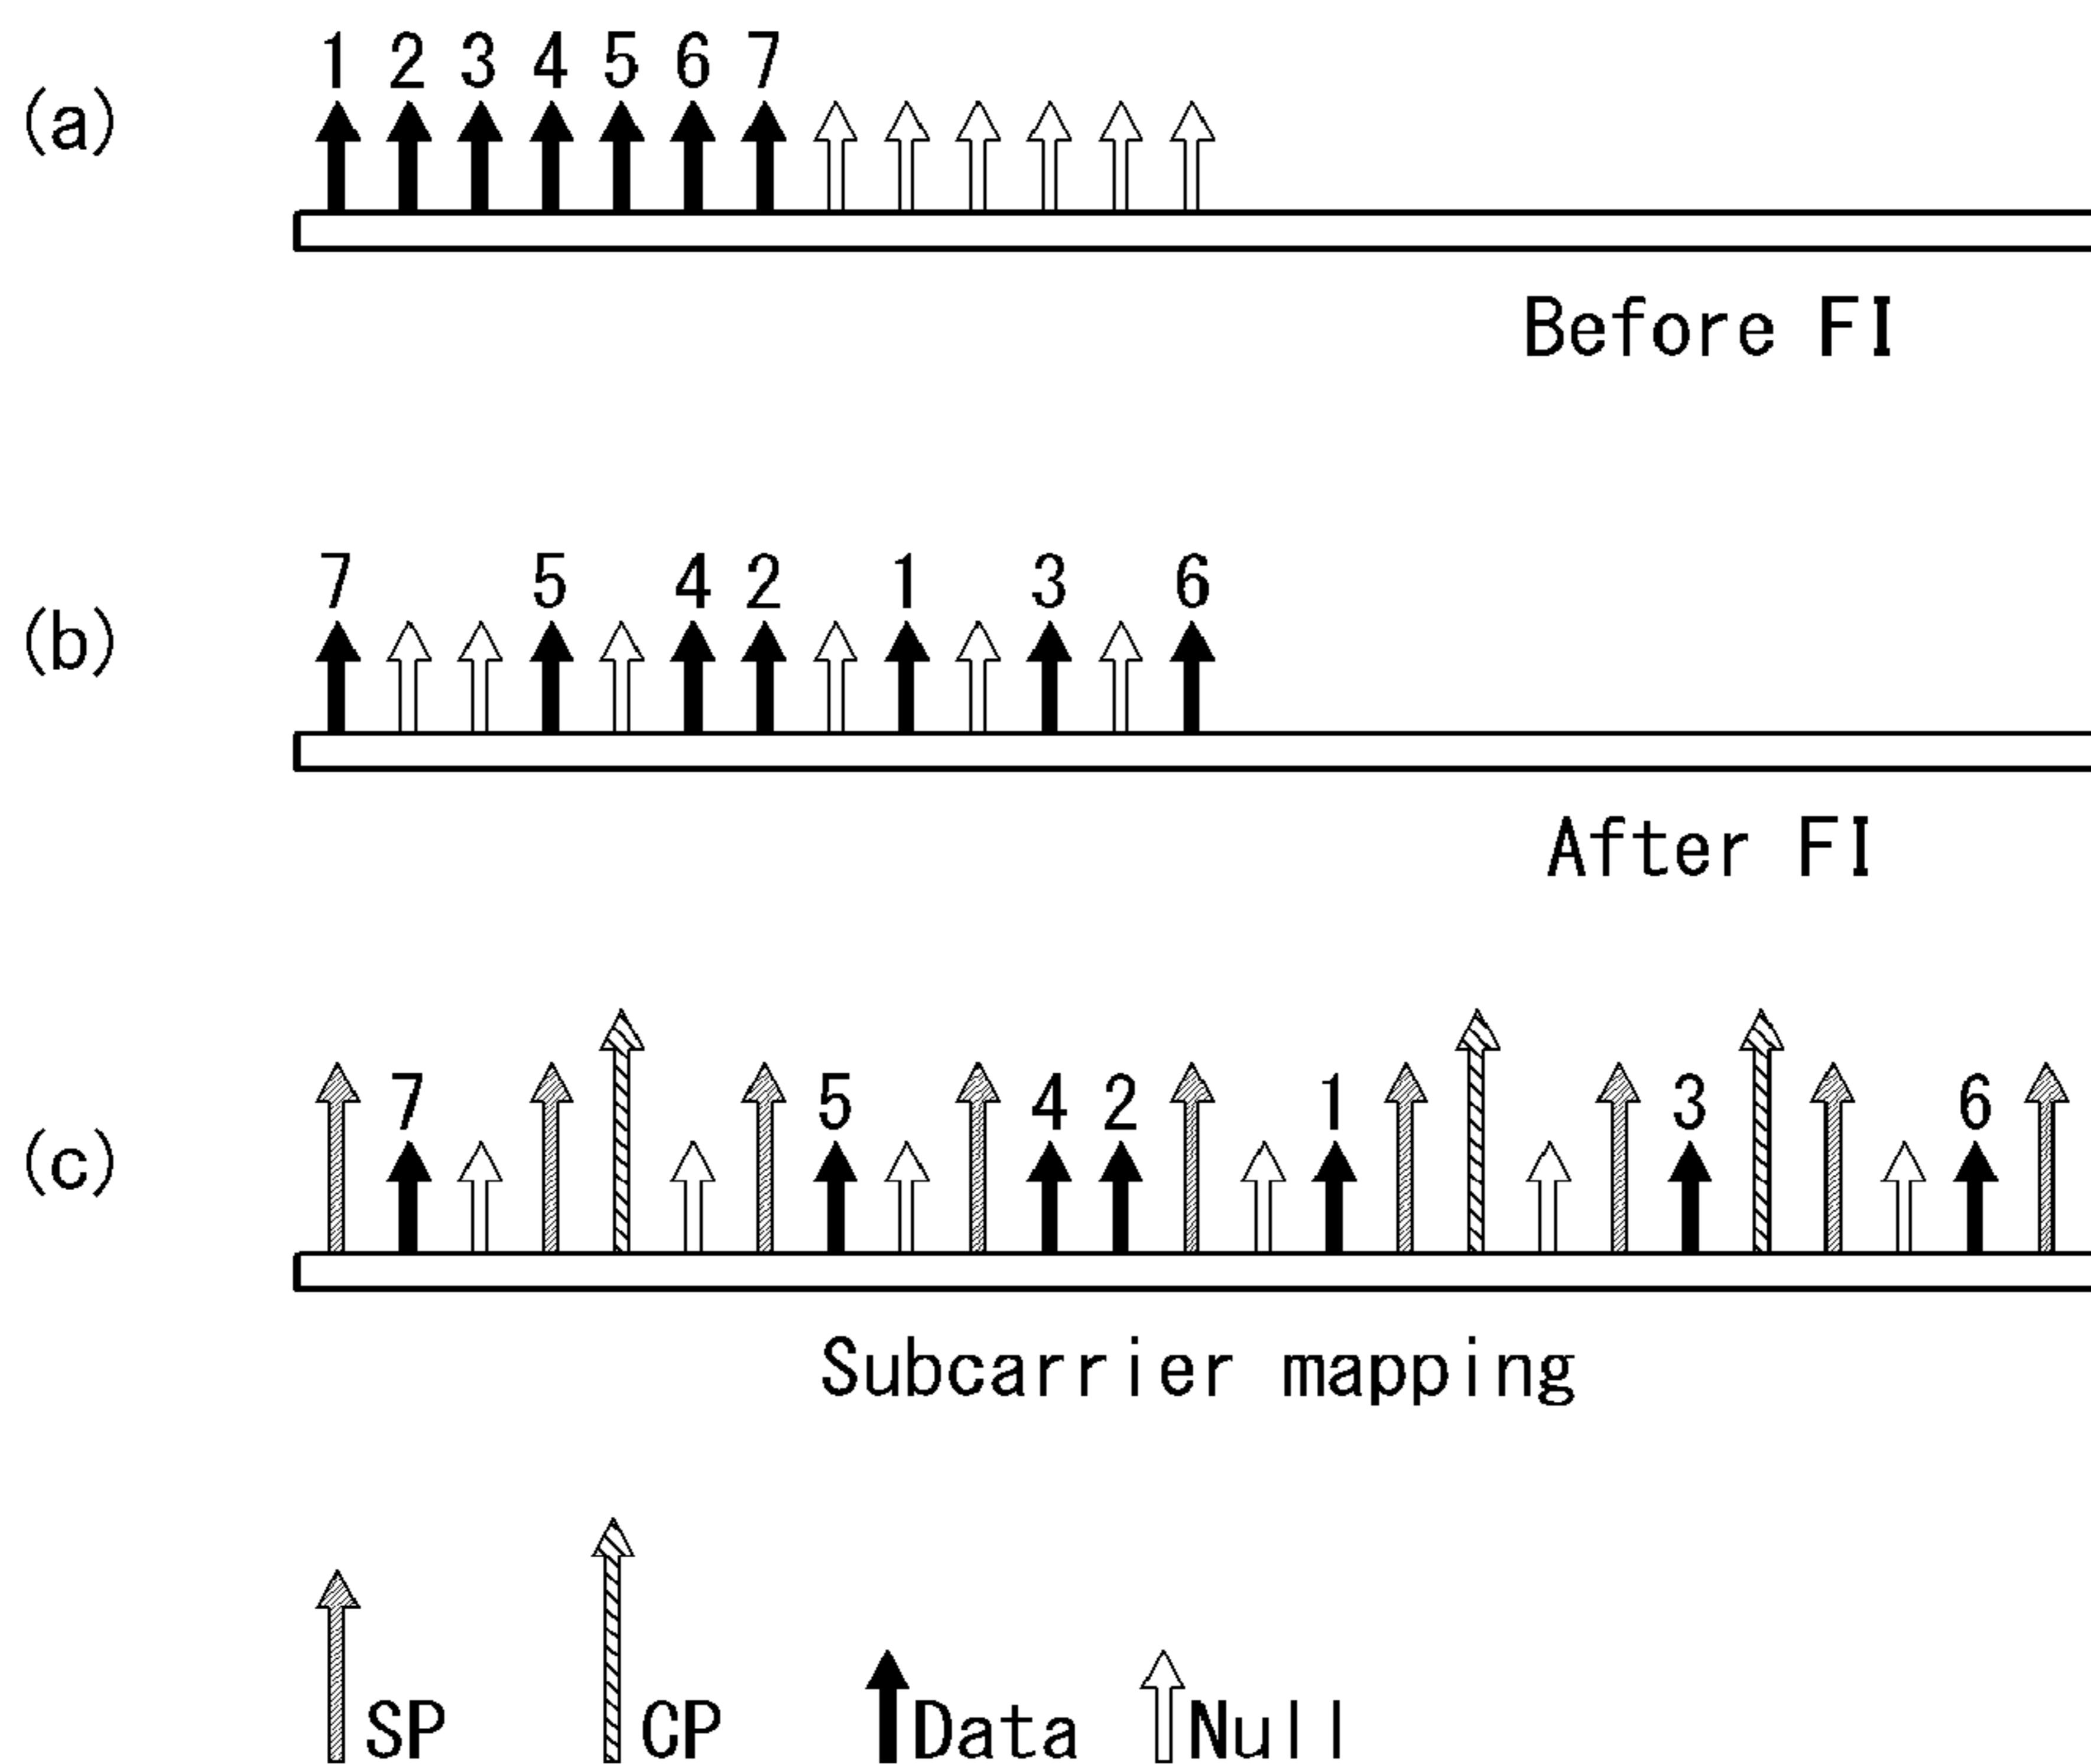 1 2 3 4 5 6 7
(a)
Before FI
7 5 4 2 1 3 6
(b)
After FI
7 5 4 2 1 3 6
(c)
Subcarrier mapping
SP CP Data Null